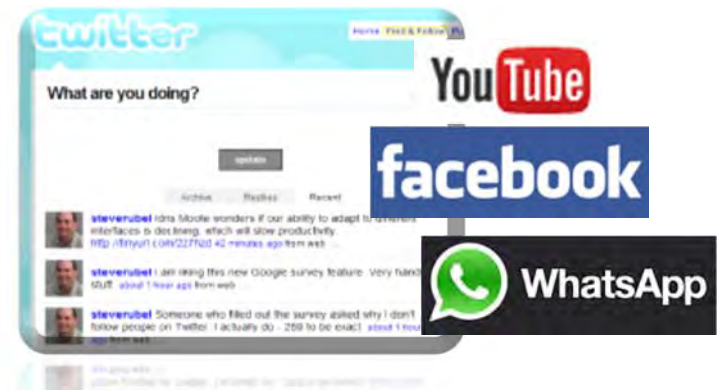 twitter
Home Find & Follow
What are you doing?
update
Archive Replies Recent
steverubel Idris Mootee wonders if our ability to adapt to different
interfaces is declining, which will slow productivity.
42 minutes ago from web
steverubel I am liking this new Google survey feature. Very handy
stuff. about 1 hour ago from web
steverubel Someone who filled out the survey asked why I don't
follow people on Twitter. I actually do - 269 to be exact. about 1 hour
ago from web
YouTube
facebook
WhatsApp